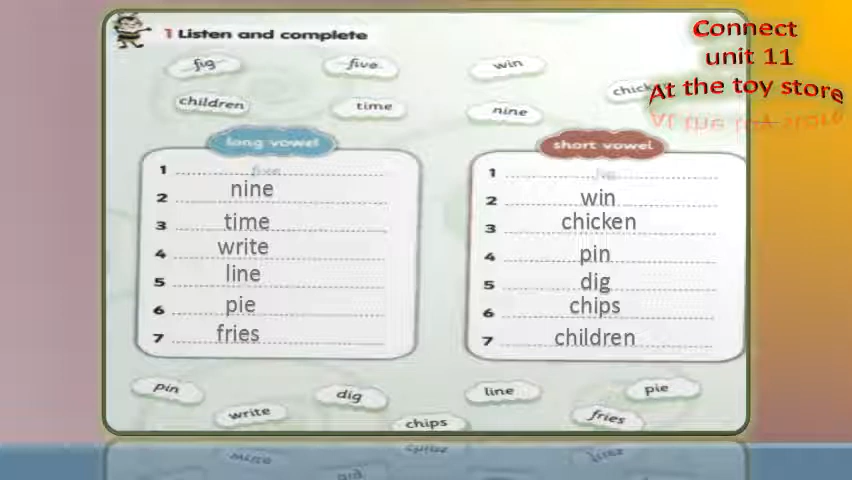 1 Listen and complete
Connect
unit 11
At the toy store
fig
five
win
children
time
nine
long vowel
short vowel
1 five
2 nine
3 time
4 write
5 line
6 pie
7 fries
1 fig
2 win
3 chicken
4 pin
5 dig
6 chips
7 children
pin
write
dig
chips
line
fries
pie